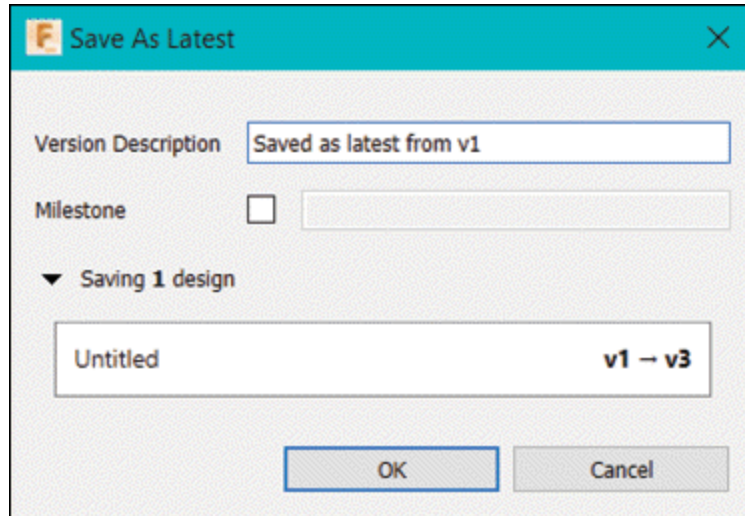 Save As Latest
Version Description Saved as latest from v1
Milestone
Saving 1 design
Untitled v1 → v3
OK Cancel